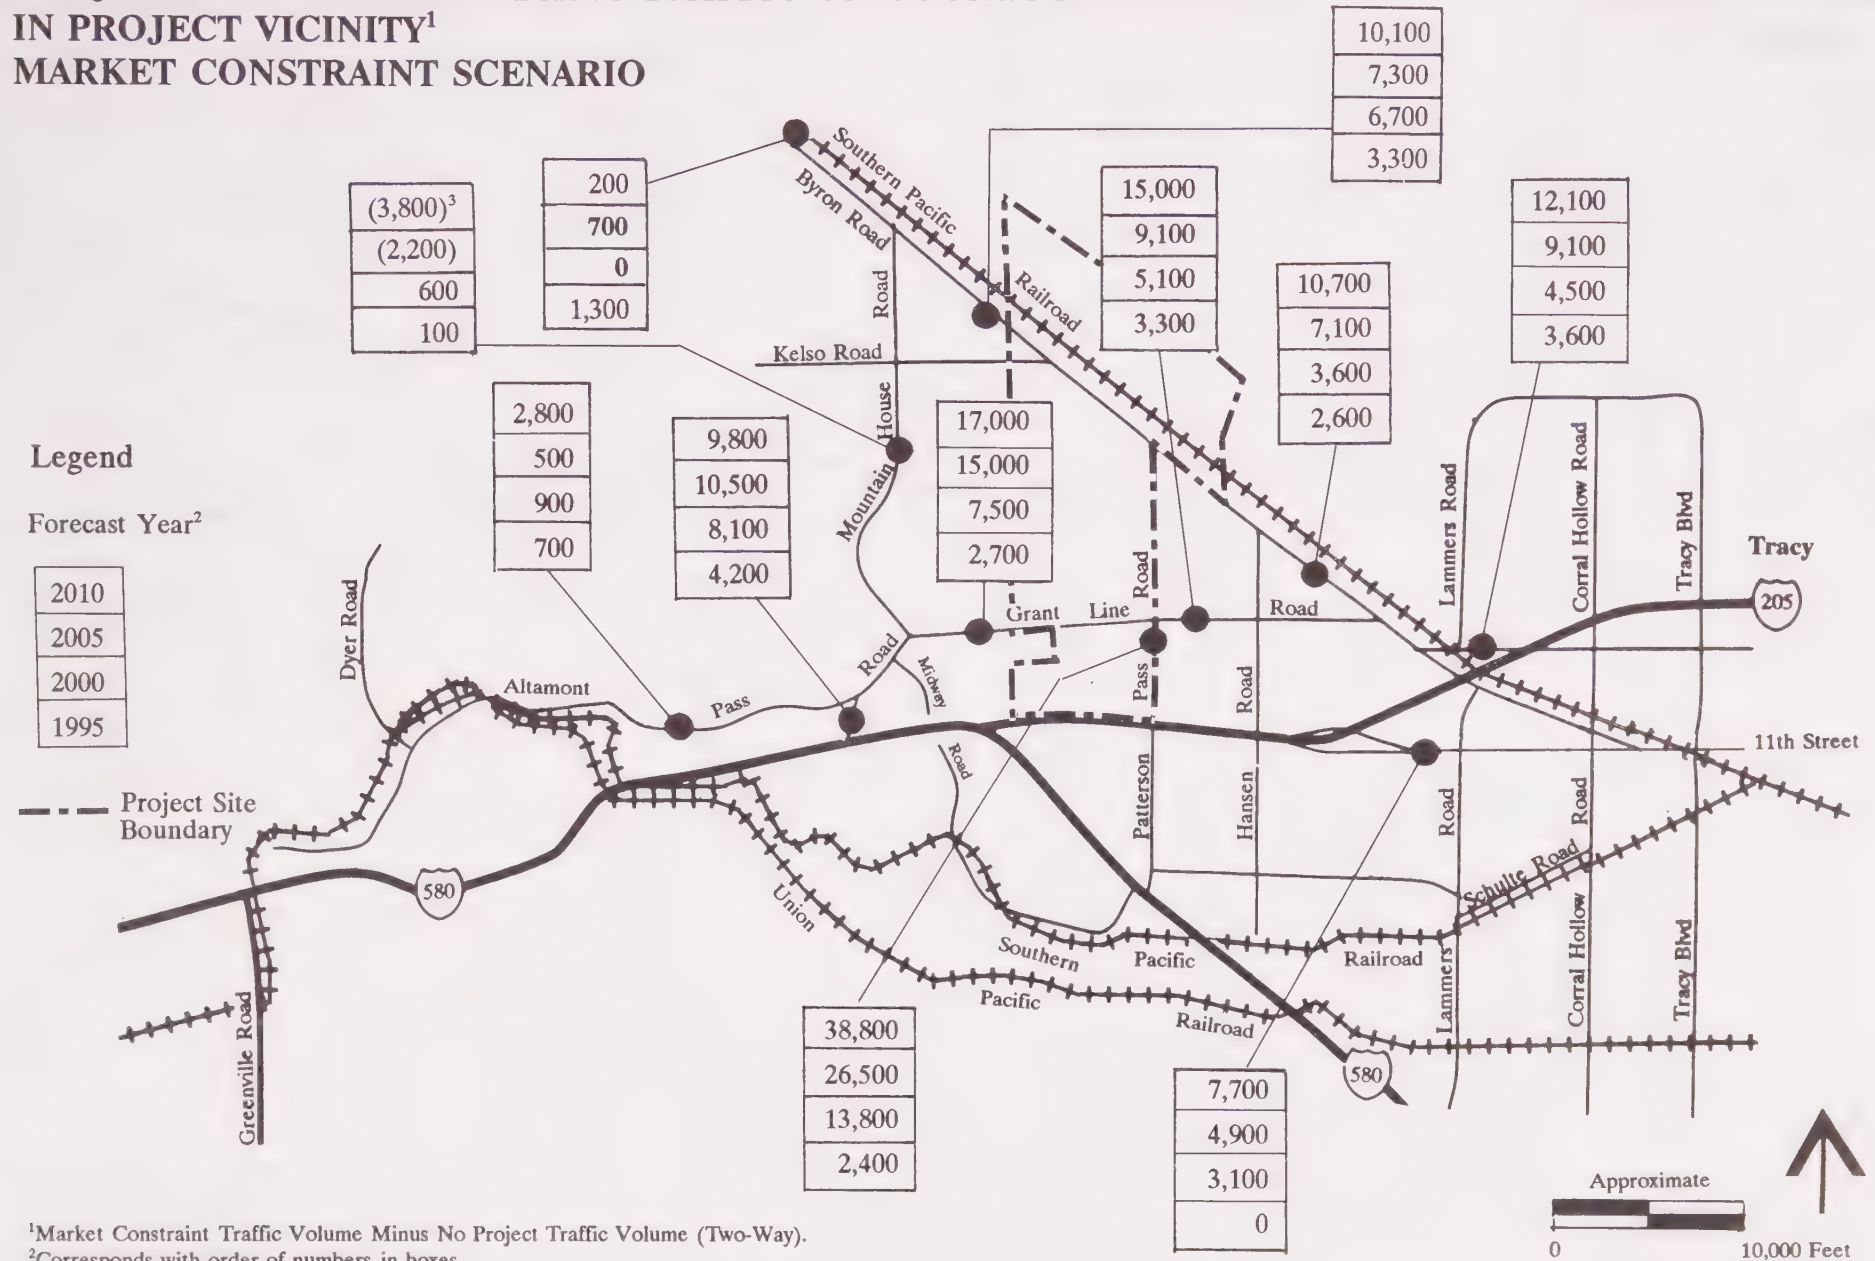 IN PROJECT VICINITY¹
MARKET CONSTRAINT SCENARIO
10,100
7,300
6,700
3,300
200
700
0
1,300
(3,800)³
(2,200)
600
100
15,000
9,100
5,100
3,300
12,100
9,100
4,500
3,600
10,700
7,100
3,600
2,600
2,800
500
900
700
9,800
10,500
8,100
4,200
17,000
15,000
7,500
2,700
Southern Pacific
Railroad
Byron Road
Kelso Road
Mountain House Road
Legend
Forecast Year²
2010
2005
2000
1995
Project Site
Boundary
Dyer Road
Altamont
Pass
Road
Midway
Road
Grant Line Road
Patterson Pass Road
Hansen Road
Lammers Road
Corral Hollow Road
Tracy Blvd
Tracy
205
11th Street
Lammers Road
Corral Hollow Road
Tracy Blvd
Schulte Road
580
Greenville Road
Union
Pacific
Railroad
Southern
Pacific
Railroad
580
38,800
26,500
13,800
2,400
7,700
4,900
3,100
0
Approximate
0 10,000 Feet
¹Market Constraint Traffic Volume Minus No Project Traffic Volume (Two-Way).
²Corresponds with order of numbers in boxes